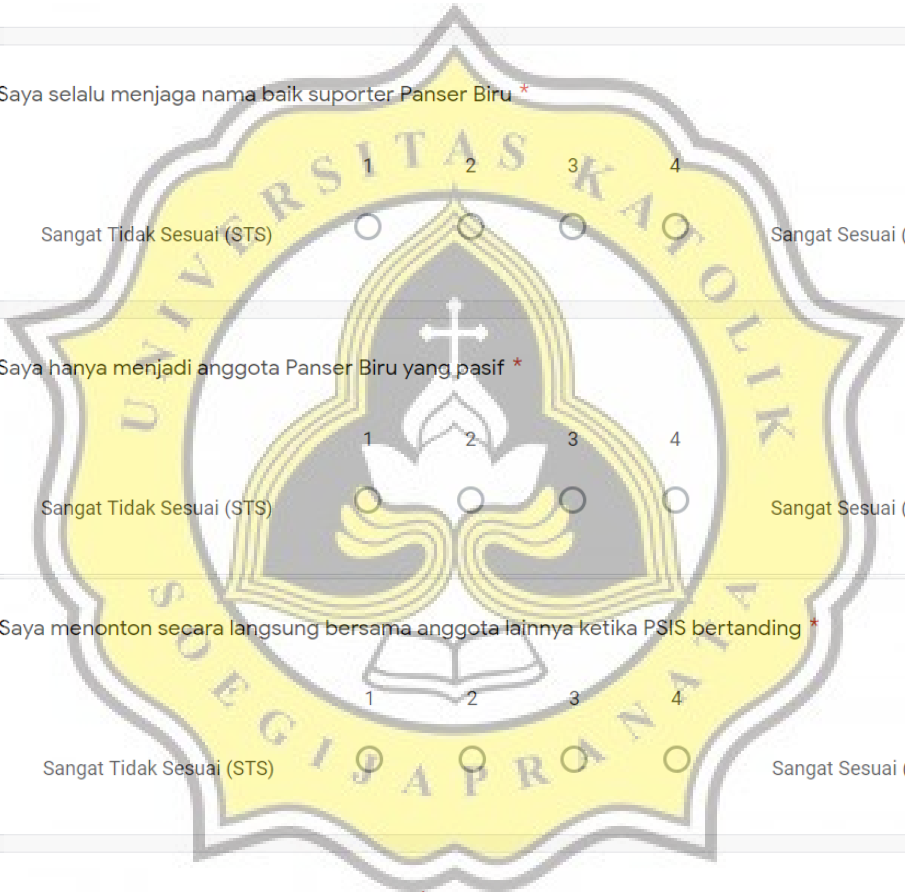 Saya selalu menjaga nama baik suporter Panser Biru *
1 2 3 4
Sangat Tidak Sesuai (STS) Sangat Sesuai (
Saya hanya menjadi anggota Panser Biru yang pasif *
1 2 3 4
Sangat Tidak Sesuai (STS) Sangat Sesuai (
Saya menonton secara langsung bersama anggota lainnya ketika PSIS bertanding *
1 2 3 4
Sangat Tidak Sesuai (STS) Sangat Sesuai (
UNIVERSITAS KATOLIK
SOEGIJAPRANATA